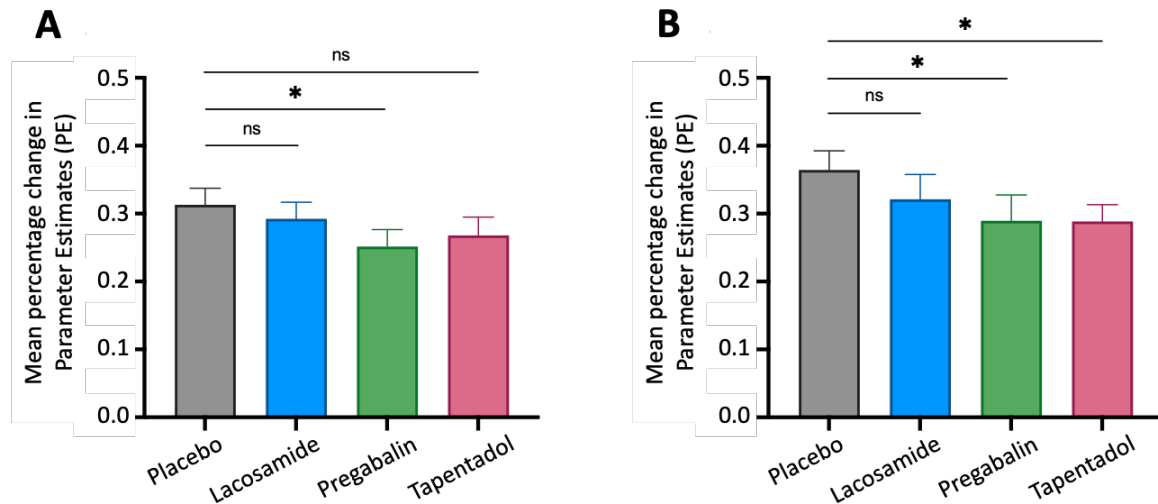 A
Mean percentage change in
Parameter Estimates (PE)
0.5
0.4
0.3
0.2
0.1
0.0
ns
*
ns
Placebo
Lacosamide
Pregabalin
Tapentadol
B
Mean percentage change in
Parameter Estimates (PE)
0.5
0.4
0.3
0.2
0.1
0.0
*
*
ns
Placebo
Lacosamide
Pregabalin
Tapentadol